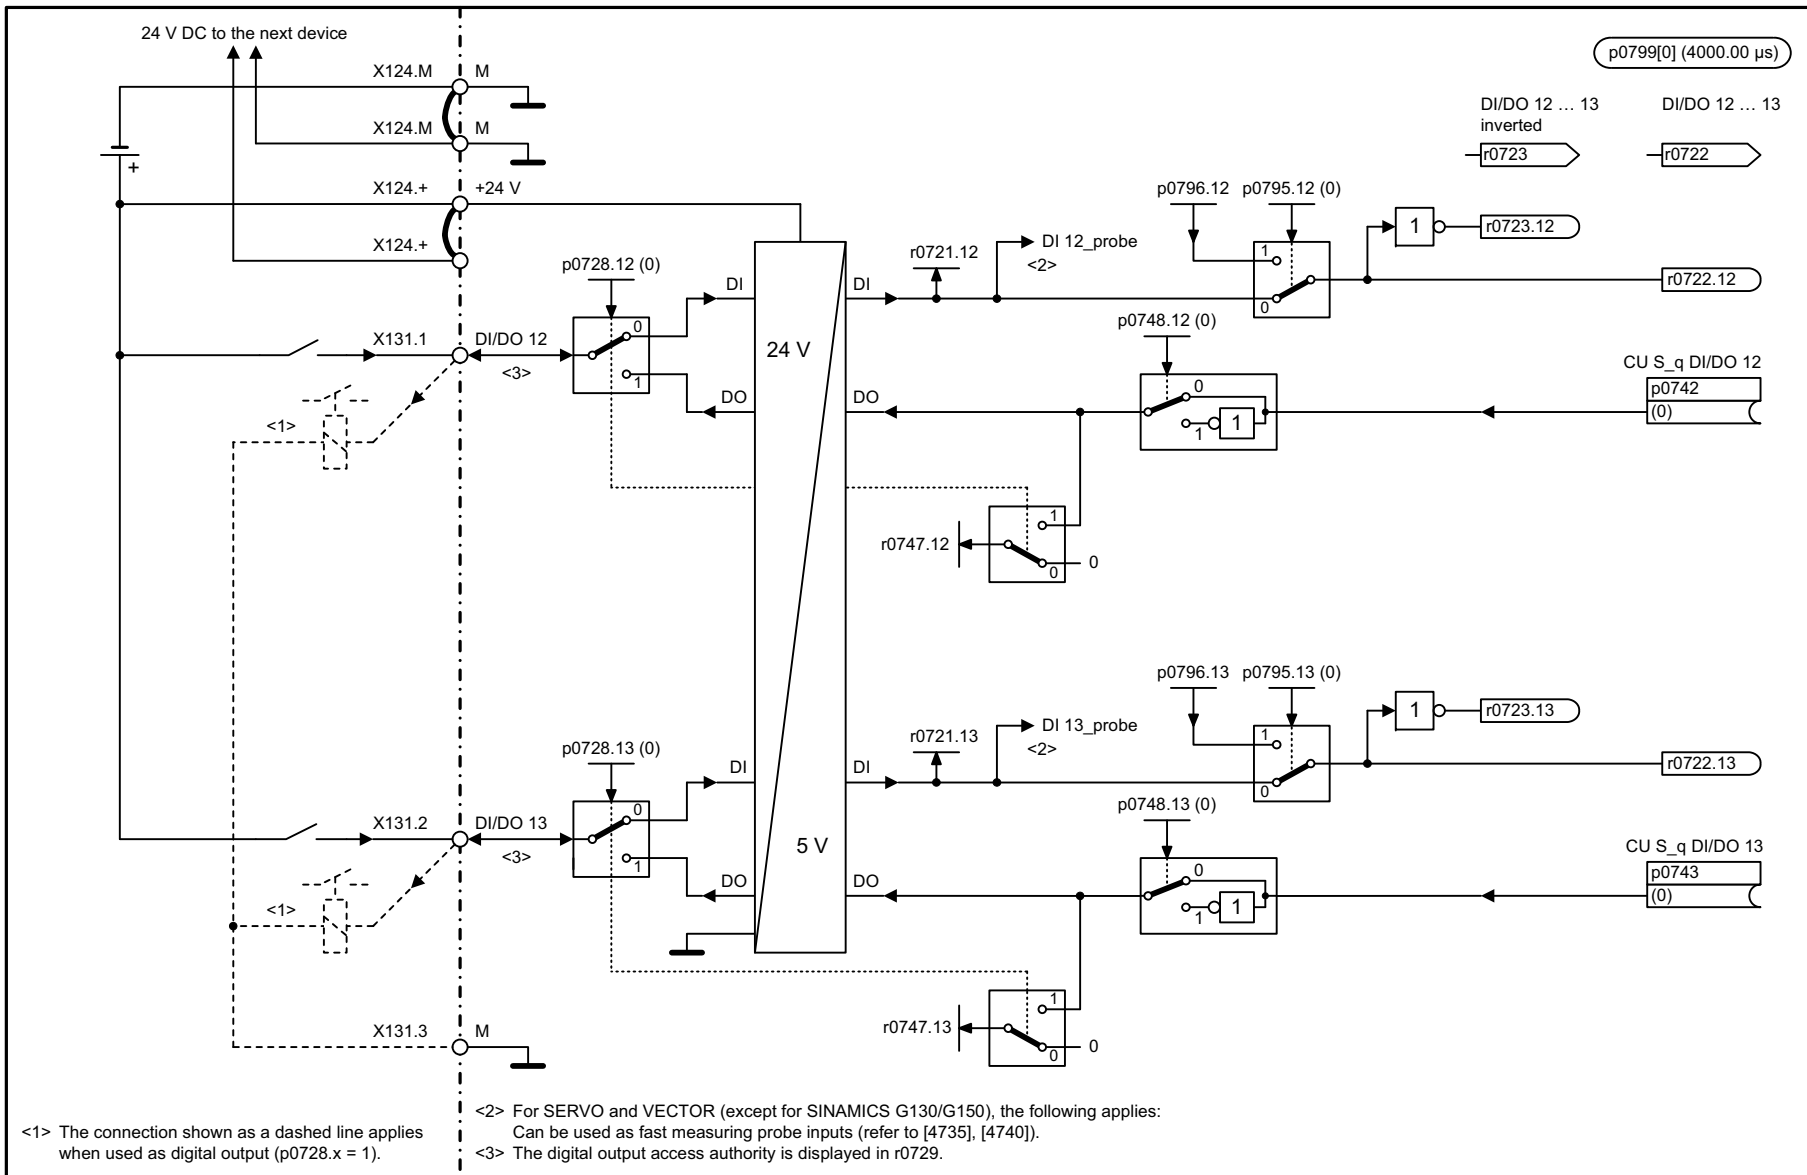 24 V DC to the next device
p0799[0] (4000.00 µs)
X124.M M
DI/DO 12 … 13 DI/DO 12 … 13
inverted
X124.M M
r0723 r0722
+
X124.+ +24 V
p0796.12 p0795.12 (0)
1 r0723.12
X124.+
DI 12_probe
<2>
r0721.12
1
p0728.12 (0)
DI DI
r0722.12
0
p0748.12 (0)
X131.1 DI/DO 12
<3>
0
1
24 V
CU S_q DI/DO 12
p0742
(0)
DO DO
0
1 1
<1>
1
r0747.12
0 0
p0796.13 p0795.13 (0)
1 r0723.13
DI 13_probe
<2>
r0721.13
1
p0728.13 (0)
DI DI
r0722.13
0
p0748.13 (0)
X131.2 DI/DO 13
<3>
0
1
5 V
CU S_q DI/DO 13
p0743
(0)
DO DO
0
1 1
<1>
1
r0747.13
0 0
X131.3 M
<1> The connection shown as a dashed line applies
when used as digital output (p0728.x = 1).
<2> For SERVO and VECTOR (except for SINAMICS G130/G150), the following applies:
Can be used as fast measuring probe inputs (refer to [4735], [4740]).
<3> The digital output access authority is displayed in r0729.